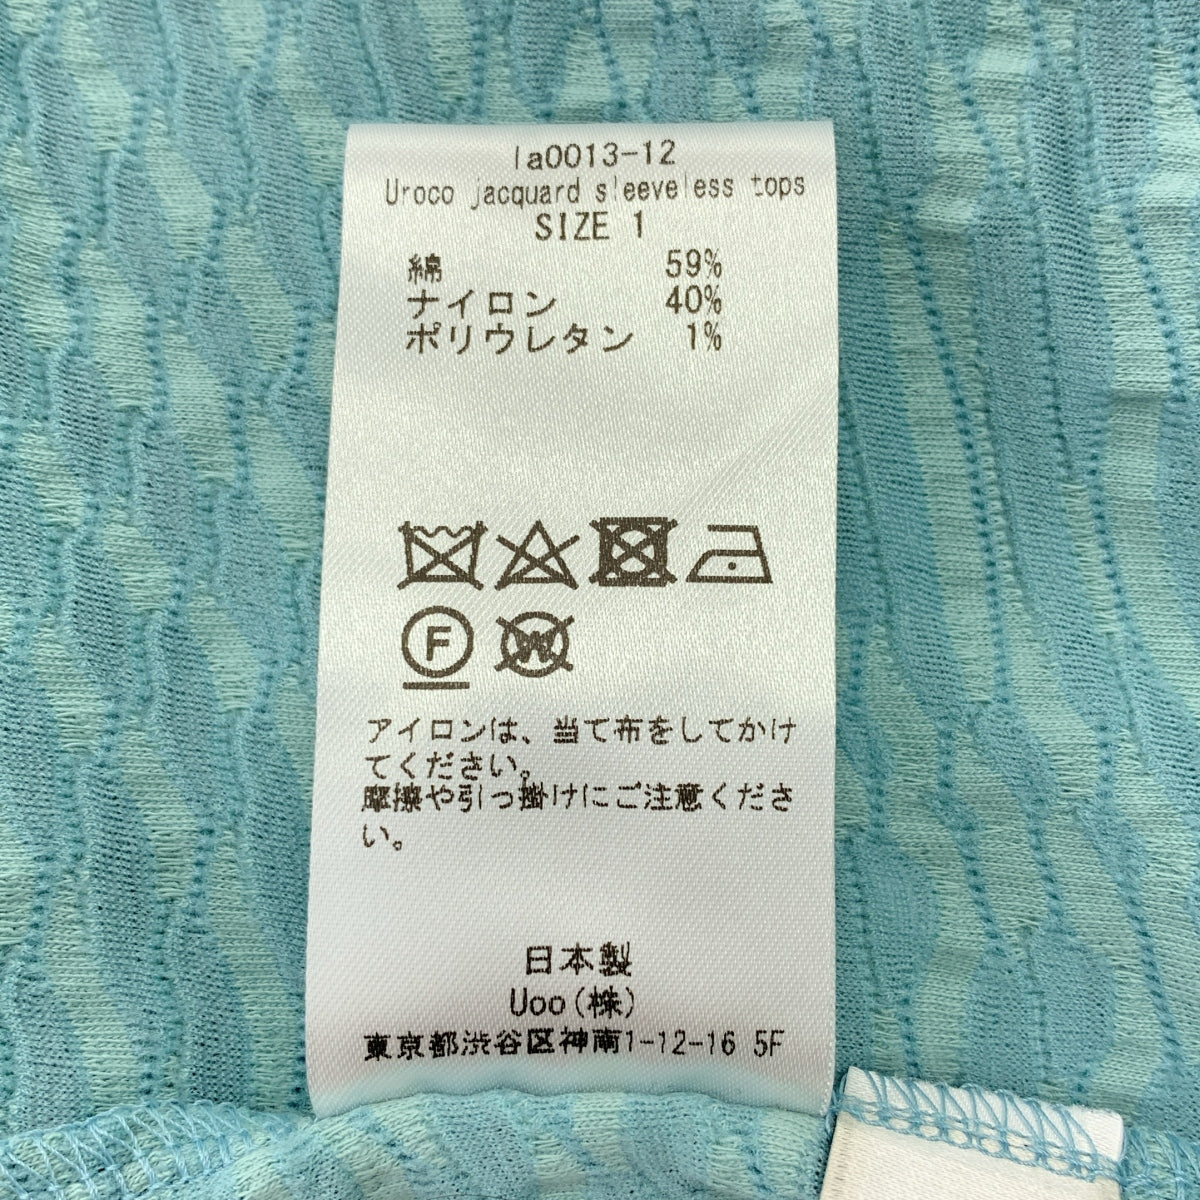 la0013-12
Uroco jacquard sleeveless tops
SIZE 1
綿 59%
ナイロン 40%
ポリウレタン 1%
F W
アイロンは、当て布をしてかけ
てください。
摩擦や引っ掛けにご注意くださ
い。
日本製
Uoo(株)
東京都渋谷区神南1-12-16 5F